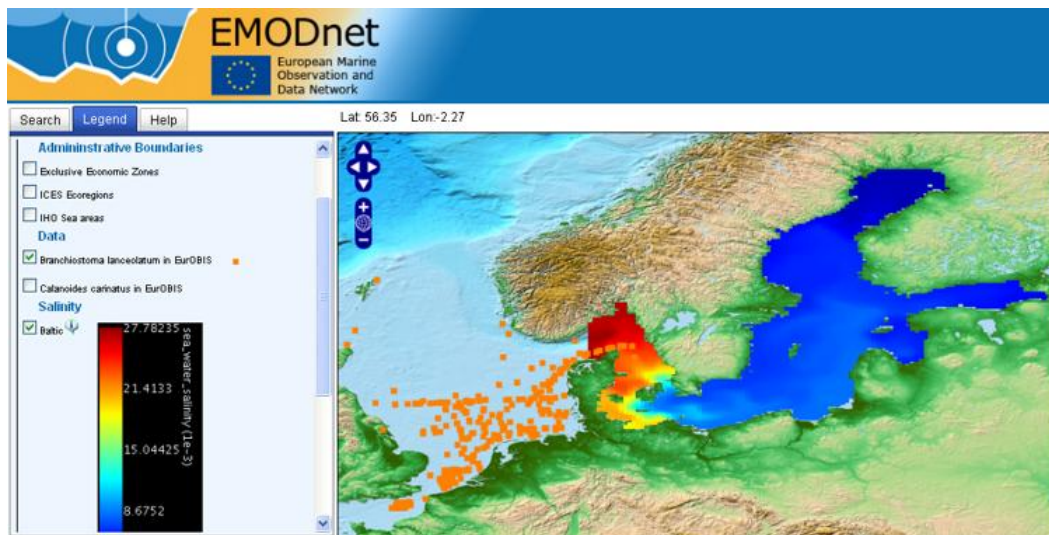 EMODnet
European Marine
Observation and
Data Network
Search Legend Help
Lat: 56.35 Lon:-2.27
Admininstrative Boundaries
Exclusive Economic Zones
ICES Ecoregions
IHO Sea areas
Data
Branchiostoma lanceolatum in EurOBIS
Calanoides carinatus in EurOBIS
Salinity
Baltic
27.78235
21.4133
15.04425
8.6752
sea_water_salinity (1e-3)